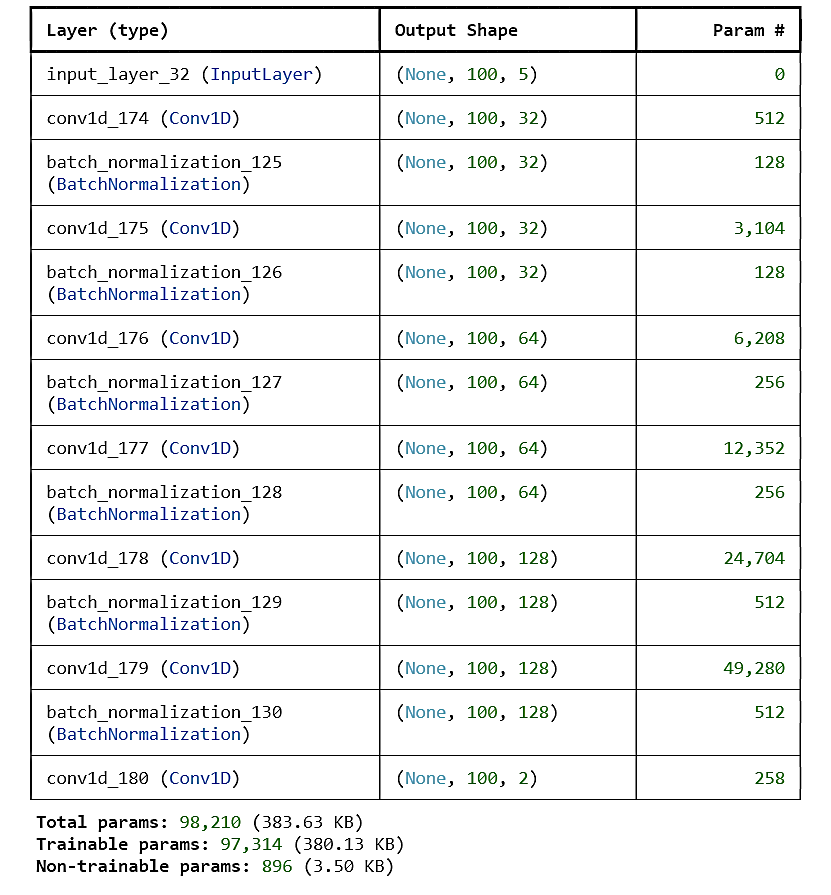 Layer (type) Output Shape Param #
input_layer_32 (InputLayer) (None, 100, 5) 0
conv1d_174 (Conv1D) (None, 100, 32) 512
batch_normalization_125 (None, 100, 32) 128
(BatchNormalization)
conv1d_175 (Conv1D) (None, 100, 32) 3,104
batch_normalization_126 (None, 100, 32) 128
(BatchNormalization)
conv1d_176 (Conv1D) (None, 100, 64) 6,208
batch_normalization_127 (None, 100, 64) 256
(BatchNormalization)
conv1d_177 (Conv1D) (None, 100, 64) 12,352
batch_normalization_128 (None, 100, 64) 256
(BatchNormalization)
conv1d_178 (Conv1D) (None, 100, 128) 24,704
batch_normalization_129 (None, 100, 128) 512
(BatchNormalization)
conv1d_179 (Conv1D) (None, 100, 128) 49,280
batch_normalization_130 (None, 100, 128) 512
(BatchNormalization)
conv1d_180 (Conv1D) (None, 100, 2) 258
Total params: 98,210 (383.63 KB)
Trainable params: 97,314 (380.13 KB)
Non-trainable params: 896 (3.50 KB)